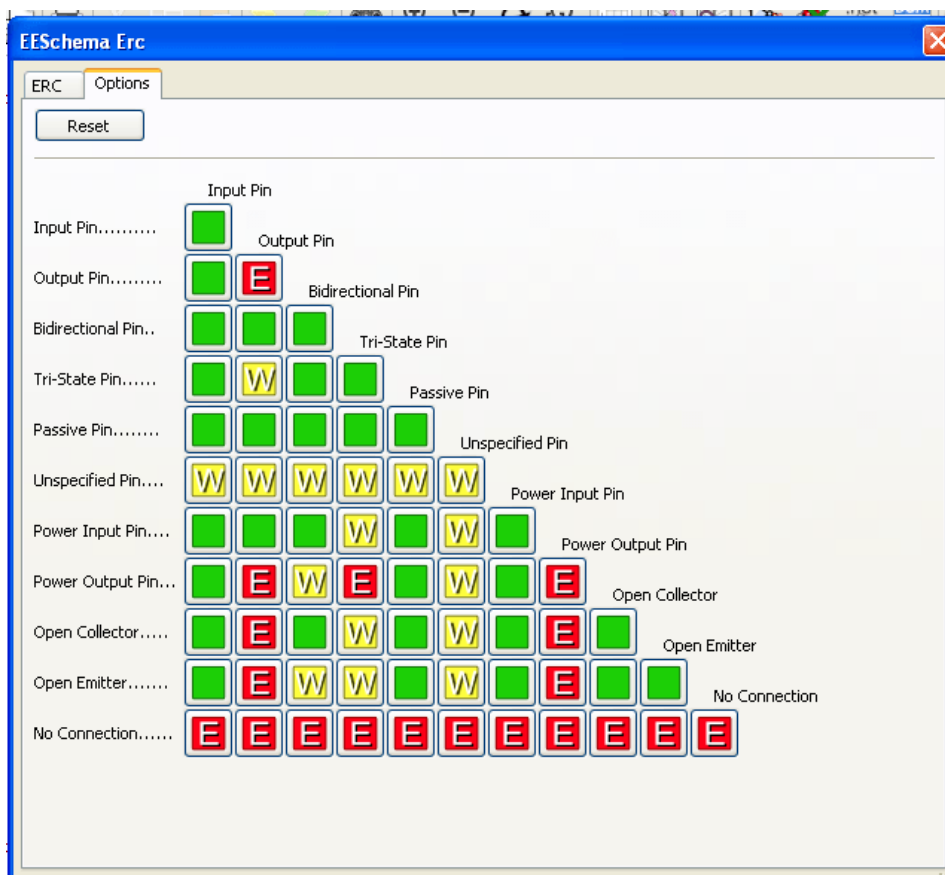 EESchema Erc
ERC Options
Reset
Input Pin
Input Pin..........
Output Pin
Output Pin......... E
Bidirectional Pin
Bidirectional Pin..
Tri-State Pin
Tri-State Pin...... W
Passive Pin
Passive Pin........
Unspecified Pin
Unspecified Pin.... W W W W W W
Power Input Pin
Power Input Pin.... W W
Power Output Pin
Power Output Pin... E W E W E
Open Collector
Open Collector..... E W W E
Open Emitter
Open Emitter....... E W W W E
No Connection
No Connection...... E E E E E E E E E E E